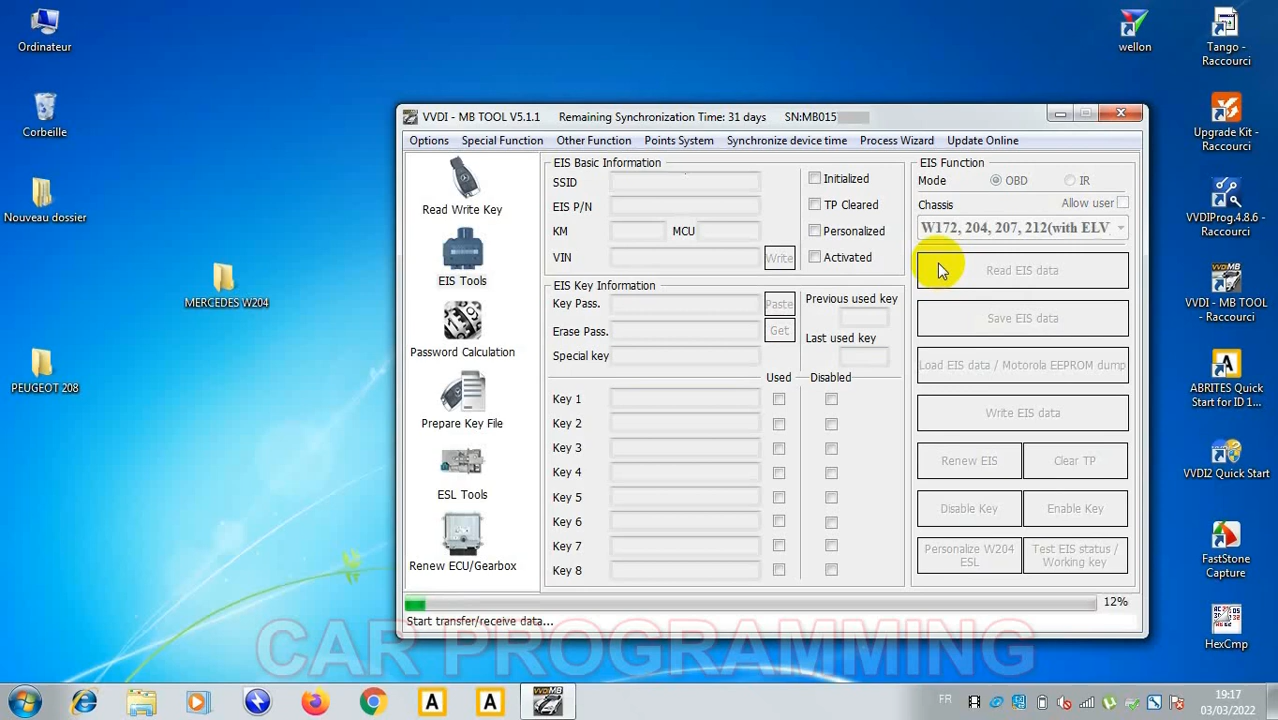 Ordinateur
Corbeille
Nouveau dossier
PEUGEOT 208
MERCEDES W204
wellon
Tango -
Raccourci
Upgrade Kit -
Raccourci
VVDIProg.4.8.6 -
Raccourci
VVDI - MB TOOL
- Raccourci
ABRITES Quick
Start for ID 1...
VVDI2 Quick Start
FastStone
Capture
HexCmp
VVDI - MB TOOL V5.1.1 Remaining Synchronization Time: 31 days SN:MB015
Options Special Function Other Function Points System Synchronize device time Process Wizard Update Online
Read Write Key
EIS Tools
Password Calculation
Prepare Key File
ESL Tools
Renew ECU/Gearbox
EIS Basic Information
SSID
EIS P/N
KM MCU
VIN Write
Initialized
TP Cleared
Personalized
Activated
EIS Key Information
Key Pass. Paste
Erase Pass. Get
Special key
Previous used key
Last used key
Used Disabled
Key 1
Key 2
Key 3
Key 4
Key 5
Key 6
Key 7
Key 8
EIS Function
Mode OBD IR
Chassis Allow user
W172, 204, 207, 212(with ELV
Read EIS data
Save EIS data
Load EIS data / Motorola EEPROM dump
Write EIS data
Renew EIS Clear TP
Disable Key Enable Key
Personalize W204
ESL
Test EIS status /
Working key
12%
Start transfer/receive data...
CAR PROGRAMMING
FR
19:17
03/03/2022